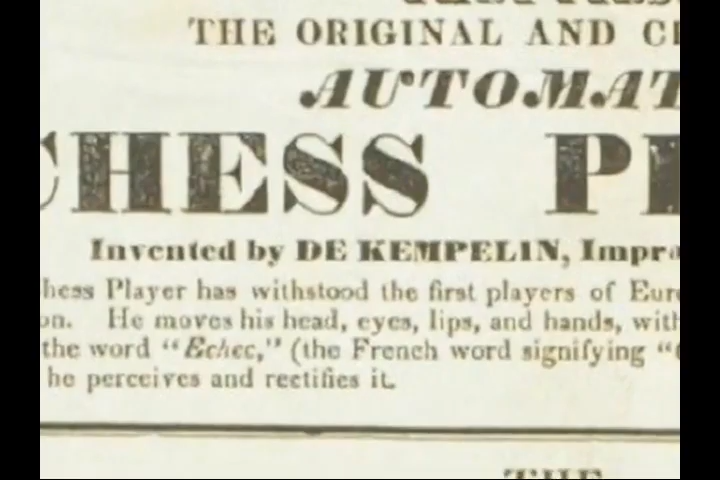 THE ORIGINAL AND C
AUTOMAT
CHESS P
Invented by DE KEMPELIN, Impro
hess Player has withstood the first players of Eur
on. He moves his head, eyes, lips, and hands, with
the word "Echec," (the French word signifying "
he perceives and rectifies it.
THE